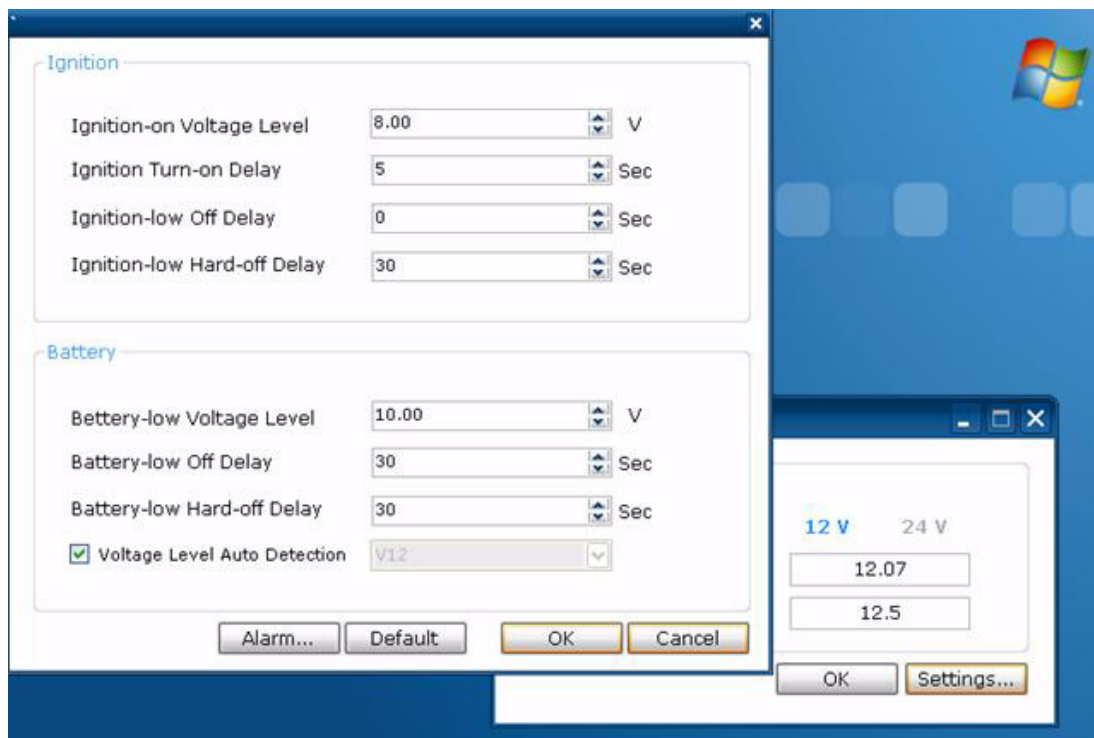 Ignition
Ignition-on Voltage Level 8.00 V
Ignition Turn-on Delay 5 Sec
Ignition-low Off Delay 0 Sec
Ignition-low Hard-off Delay 30 Sec
Battery
Bettery-low Voltage Level 10.00 V
Battery-low Off Delay 30 Sec
Battery-low Hard-off Delay 30 Sec
Voltage Level Auto Detection V12
Alarm... Default OK Cancel
12 V 24 V
12.07
12.5
OK Settings...